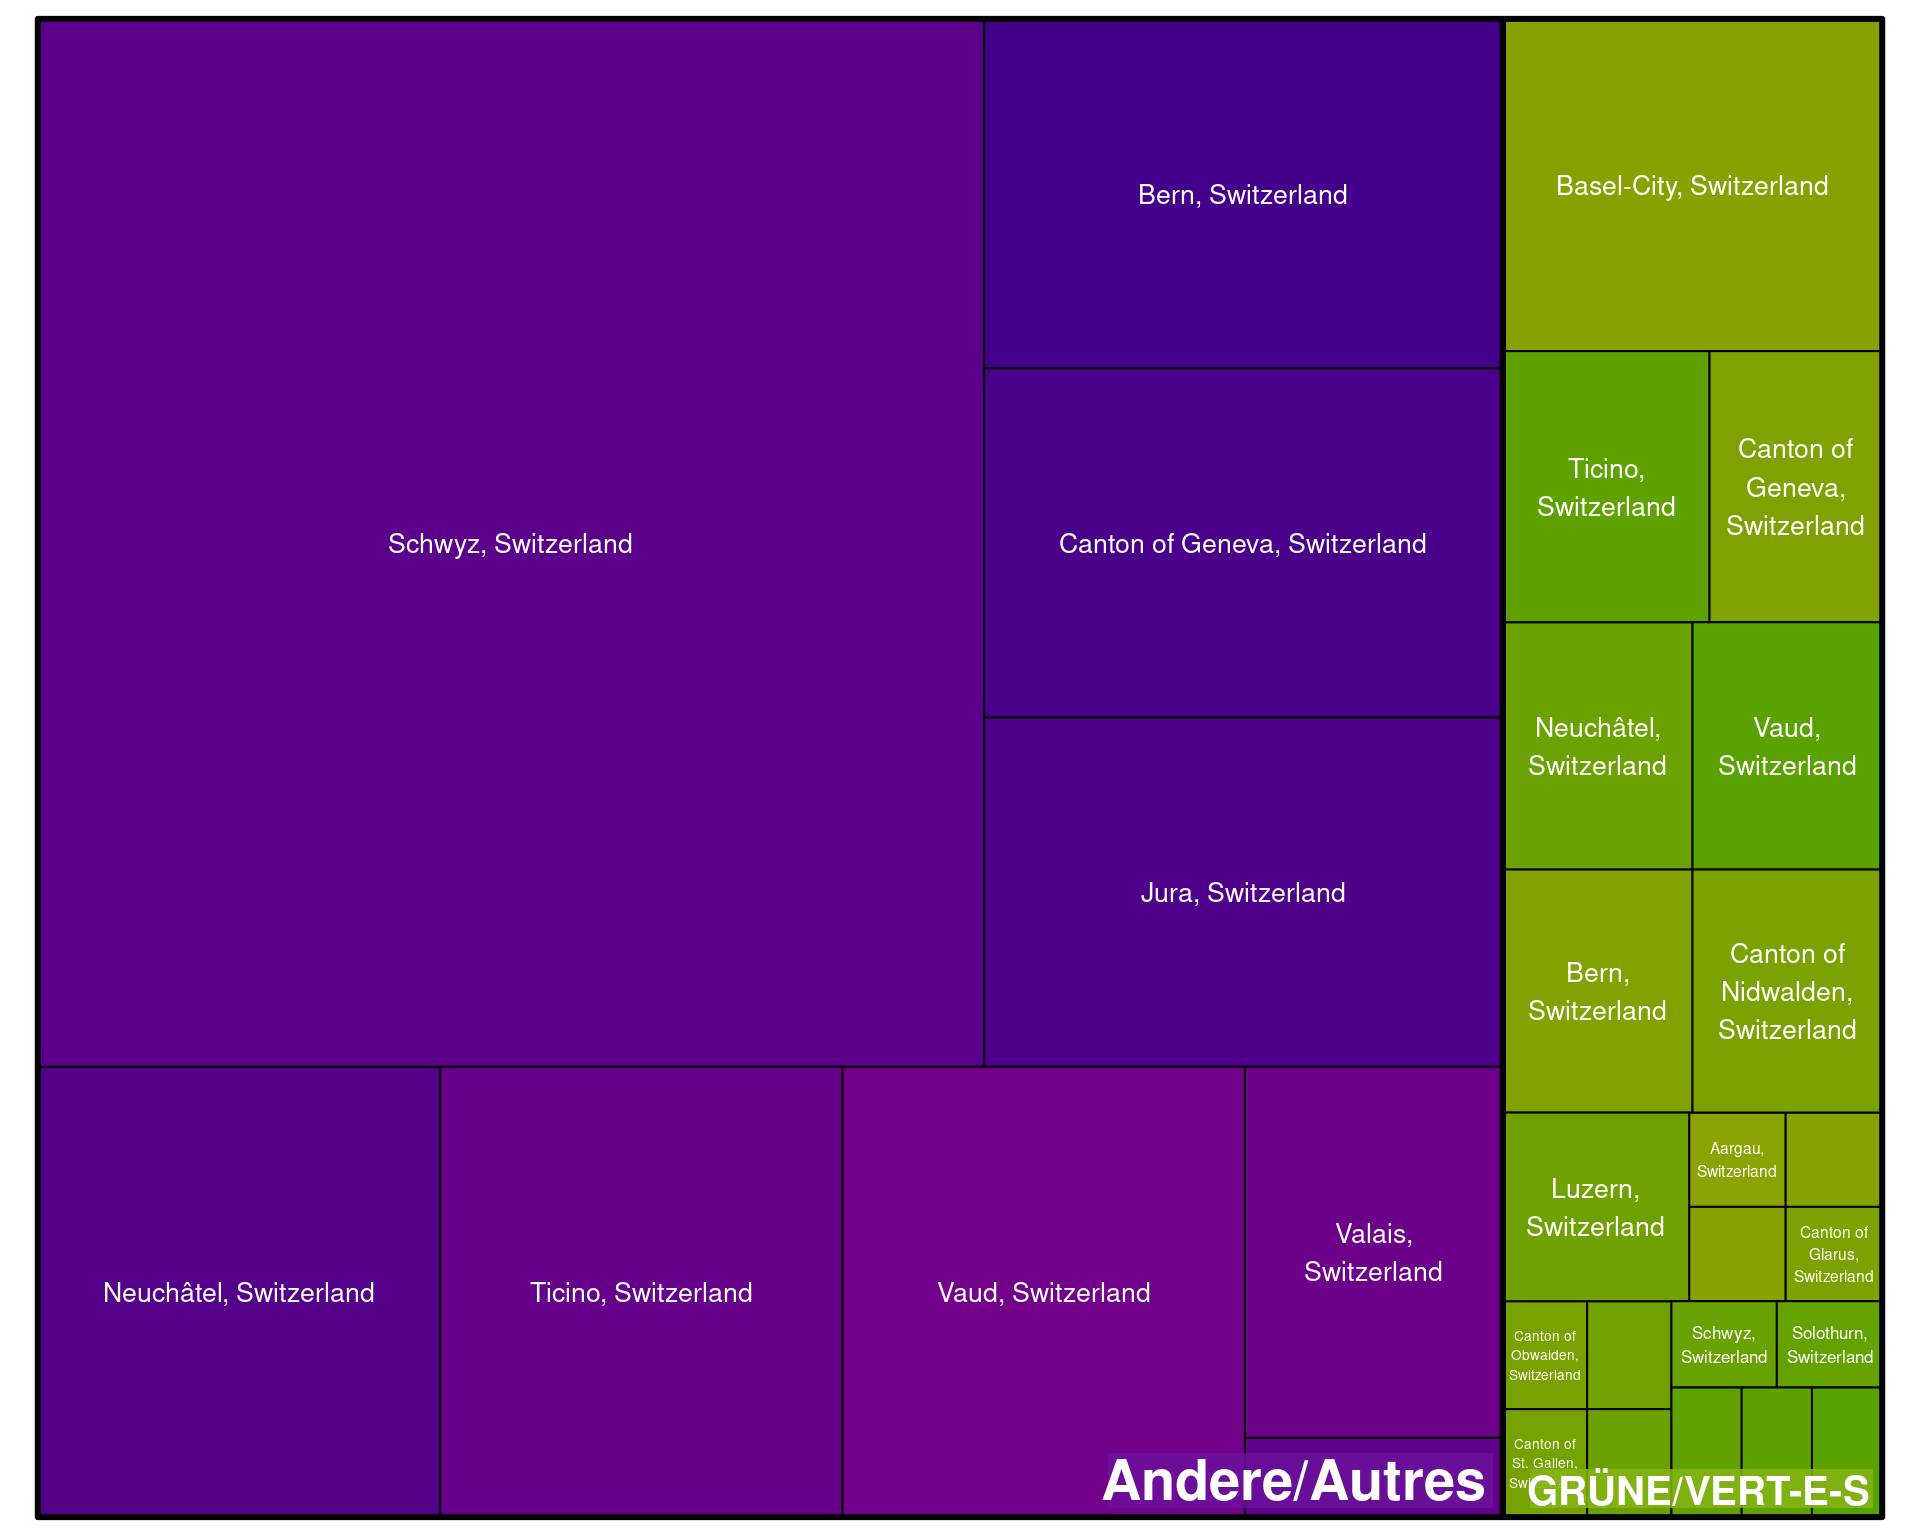 Schwyz, Switzerland
Bern, Switzerland
Canton of Geneva, Switzerland
Jura, Switzerland
Neuchâtel, Switzerland
Ticino, Switzerland
Vaud, Switzerland
Valais,
Switzerland
Andere/Autres
Basel-City, Switzerland
Ticino,
Switzerland
Canton of
Geneva,
Switzerland
Neuchâtel,
Switzerland
Vaud,
Switzerland
Bern,
Switzerland
Canton of
Nidwalden,
Switzerland
Luzern,
Switzerland
Aargau,
Switzerland
Canton of
Glarus,
Switzerland
Canton of
Obwalden,
Switzerland
Schwyz,
Switzerland
Solothurn,
Switzerland
Canton of
St. Gallen,
GRÜNE/VERT-E-S